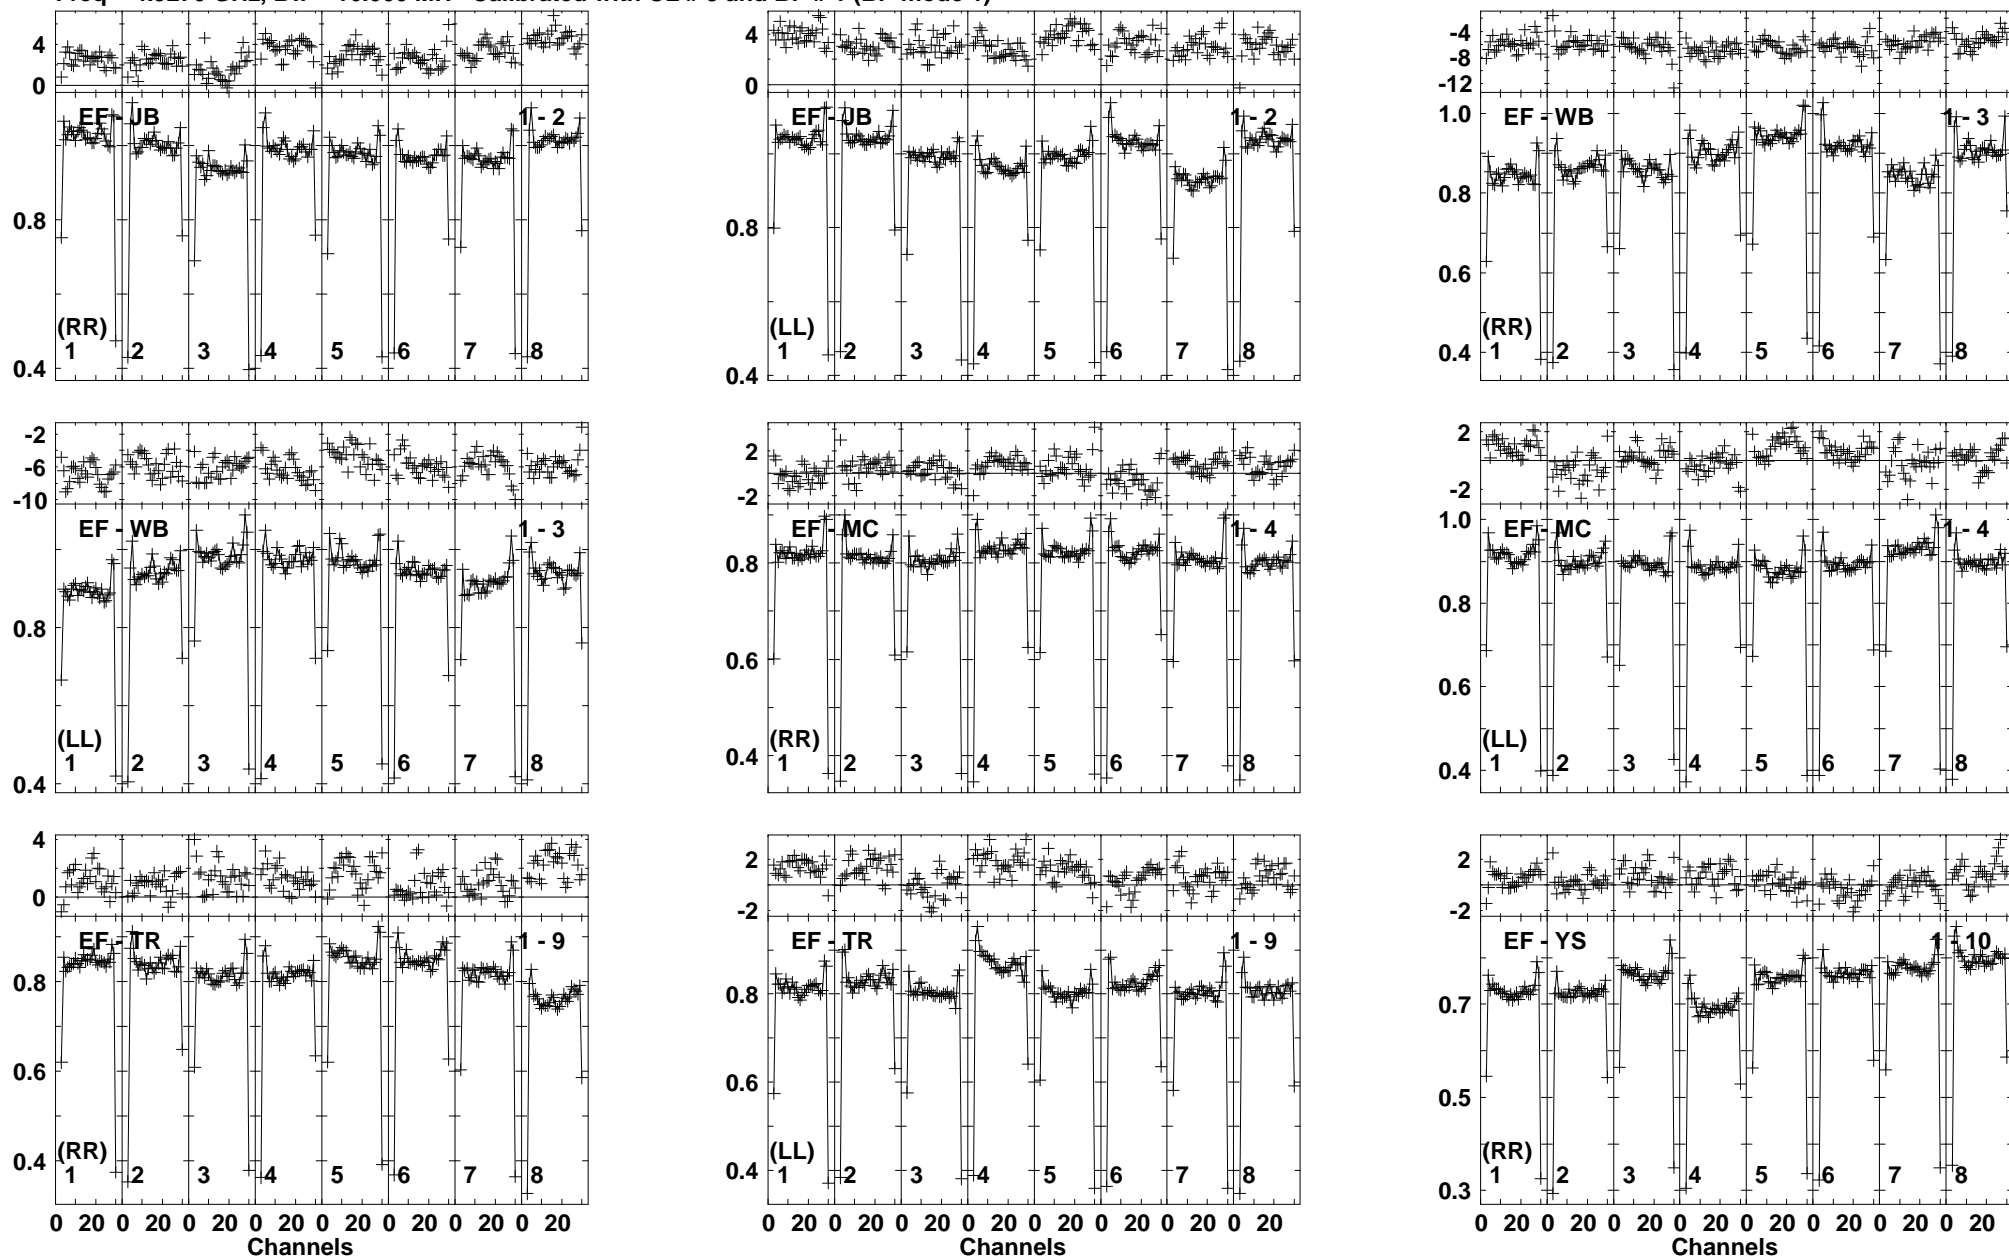 4 0 EF - JB 1 - 2 0.8 0.4 (RR) 1 2 3 4 5 6 7 8
4 2 0 EF - JB 1 - 2 0.8 0.4 (LL) 1 2 3 4 5 6 7 8
-4 -8 -12 1.0 EF - WB 1 - 3 0.8 0.6 0.4 (RR) 1 2 3 4 5 6 7 8
-2 -6 -10 EF - WB 1 - 3 0.8 0.4 (LL) 1 2 3 4 5 6 7 8
2 -2 EF - MC 1 - 4 0.8 0.6 0.4 (RR) 1 2 3 4 5 6 7 8
2 -2 1.0 EF - MC 1 - 4 0.8 0.6 0.4 (LL) 1 2 3 4 5 6 7 8
4 0 EF - TR 1 - 9 0.8 0.6 0.4 (RR) 1 2 3 4 5 6 7 8
0 20 0 20 0 20 0 20 0 20 0 20 0 20 0 20
Channels
2 -2 EF - TR 1 - 9 0.8 0.6 0.4 (LL) 1 2 3 4 5 6 7 8
0 20 0 20 0 20 0 20 0 20 0 20 0 20 0 20
Channels
2 -2 EF - YS 1 - 10 0.7 0.5 0.3 (RR) 1 2 3 4 5 6 7 8
0 20 0 20 0 20 0 20 0 20 0 20 0 20 0 20
Channels